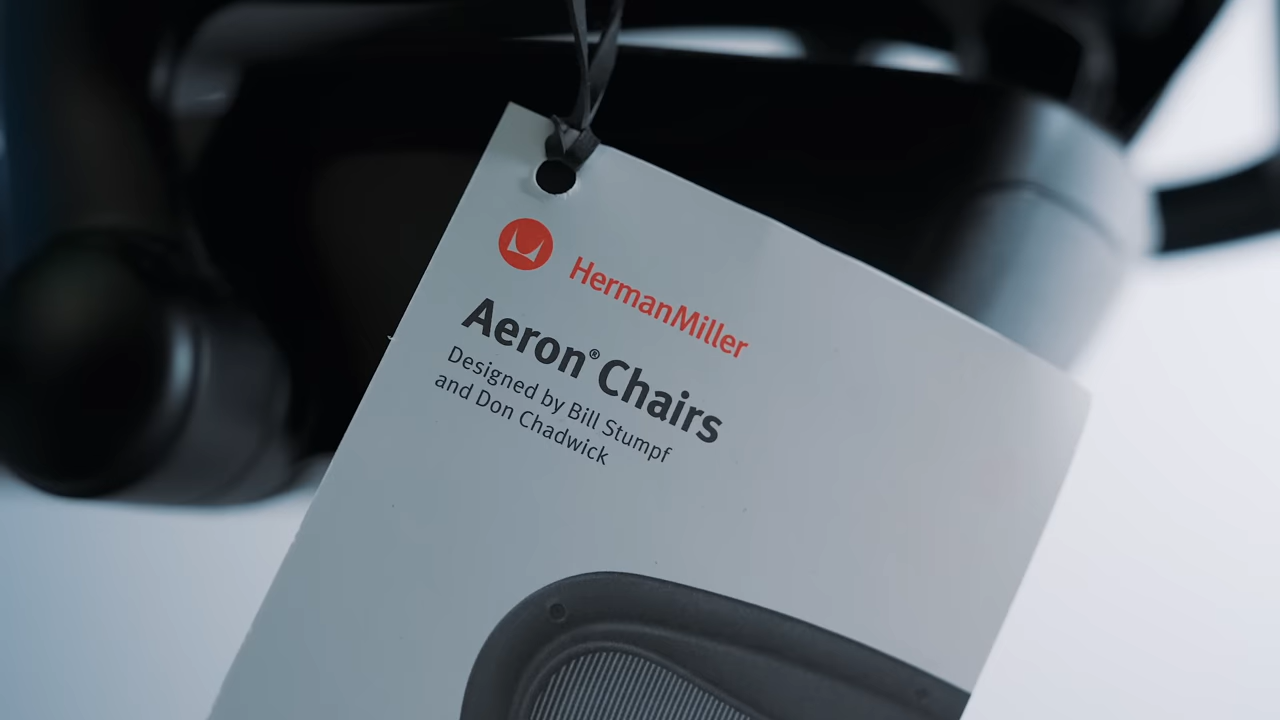 HermanMiller
Aeron® Chairs
Designed by Bill Stumpf
and Don Chadwick